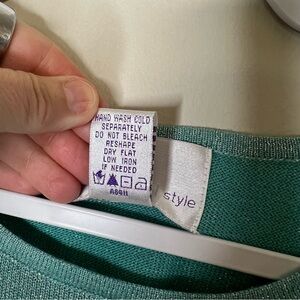 HAND WASH COLD
SEPARATELY
DO NOT BLEACH
RESHAPE
DRY FLAT
LOW IRON
IF NEEDED
style